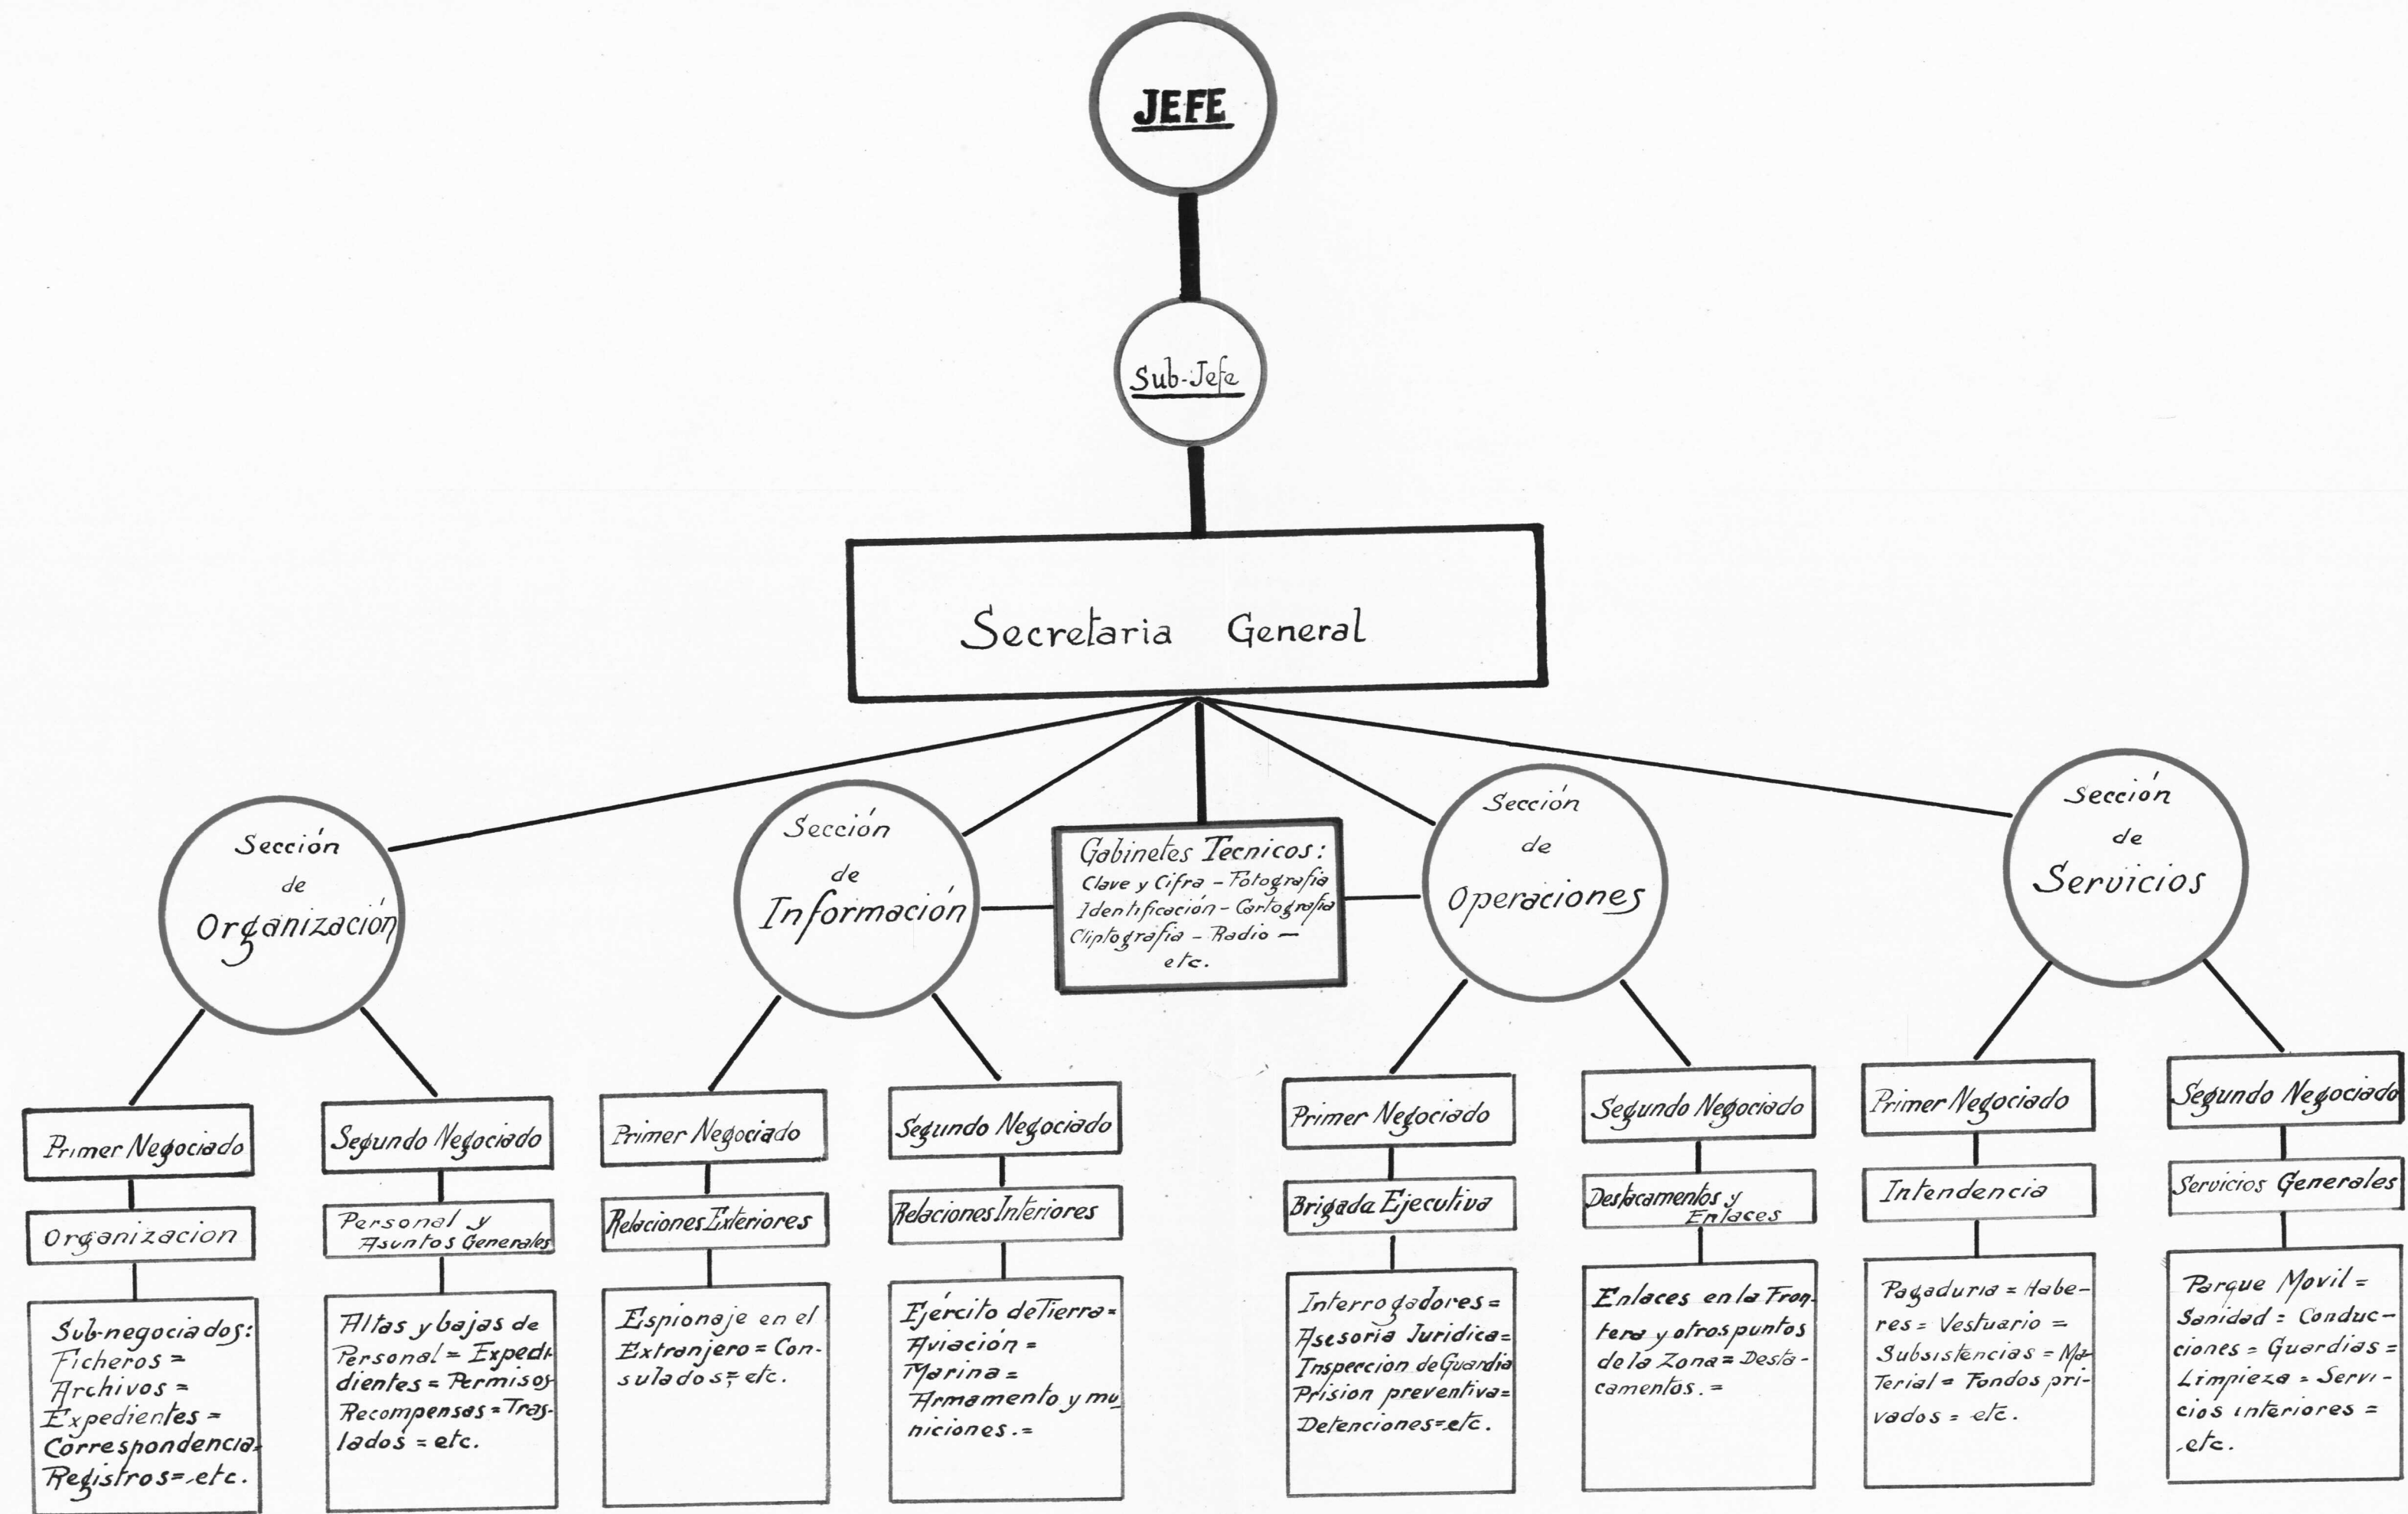 JEFE
Sub-Jefe
Secretaria General
Sección
de
Organización
Sección
de
Información
Gabinetes Tecnicos:
Clave y Cifra - Fotografia
Identificación - Cartografia
Cliptografia - Radio -
etc.
Sección
de
Operaciones
Sección
de
Servicios
Primer Negociado
Organizacion
Sub-negociados:
Ficheros =
Archivos =
Expedientes =
Correspondencia.
Registros=.etc.
Segundo Negociado
Personal y
Asuntos Generales
Altas y bajas de
Personal = Expedi-
dientes = Permisos
Recompensas = Tras-
lados = etc.
Primer Negociado
Relaciones Exteriores
Espionaje en el
Extranjero = Con-
sulados = etc.
Segundo Negociado
Relaciones Interiores
Ejército de Tierra =
Aviación =
Marina =
Armamento y mu
niciones. =
Primer Negociado
Brigada Ejecutiva
Interrogadores =
Asesoria Juridica =
Inspeccion de Guardia
Prision preventiva =
Detenciones = etc.
Segundo Negociado
Destacamentos y
Enlaces
Enlaces en la Fron-
tera y otros puntos
de la Zona = Desta-
camentos. =
Primer Negociado
Intendencia
Pagaduria = Habe-
res = Vestuario =
Subsistencias = Ma-
terial = Fondos pri-
vados = etc.
Segundo Negociado
Servicios Generales
Parque Movil =
Sanidad = Conduc-
ciones = Guardias =
Limpieza = Servi-
cios interiores =
.etc.